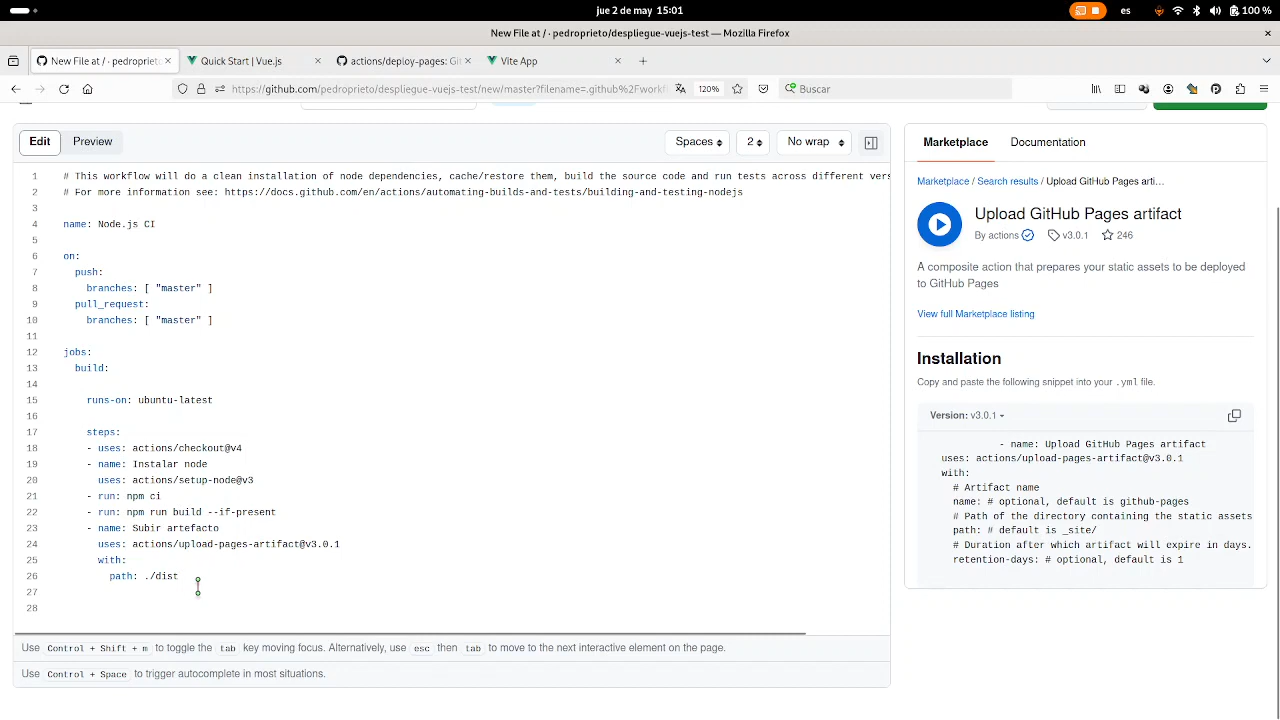 jue 2 de may 15:01
es
100 %
New File at / · pedroprieto/despliegue-vuejs-test — Mozilla Firefox
New File at / · pedroprieto
Quick Start | Vue.js
actions/deploy-pages: Git
Vite App
https://github.com/pedroprieto/despliegue-vuejs-test/new/master?filename=.github%2Fworkf
120%
Buscar
Edit
Preview
Spaces
2
No wrap
1 # This workflow will do a clean installation of node dependencies, cache/restore them, build the source code and run tests across different vers
2 # For more information see: https://docs.github.com/en/actions/automating-builds-and-tests/building-and-testing-nodejs
3
4 name: Node.js CI
5
6 on:
7   push:
8     branches: [ "master" ]
9   pull_request:
10     branches: [ "master" ]
11
12 jobs:
13   build:
14
15     runs-on: ubuntu-latest
16
17     steps:
18     - uses: actions/checkout@v4
19     - name: Instalar node
20       uses: actions/setup-node@v3
21     - run: npm ci
22     - run: npm run build --if-present
23     - name: Subir artefacto
24       uses: actions/upload-pages-artifact@v3.0.1
25       with:
26         path: ./dist
27
28
Use Control + Shift + m to toggle the tab key moving focus. Alternatively, use esc then tab to move to the next interactive element on the page.
Use Control + Space to trigger autocomplete in most situations.
Marketplace
Documentation
Marketplace / Search results / Upload GitHub Pages arti...
Upload GitHub Pages artifact
By actions v3.0.1 246
A composite action that prepares your static assets to be deployed
to GitHub Pages
View full Marketplace listing
Installation
Copy and paste the following snippet into your .yml file.
Version: v3.0.1
- name: Upload GitHub Pages artifact
uses: actions/upload-pages-artifact@v3.0.1
with:
# Artifact name
name: # optional, default is github-pages
# Path of the directory containing the static assets
path: # default is _site/
# Duration after which artifact will expire in days.
retention-days: # optional, default is 1